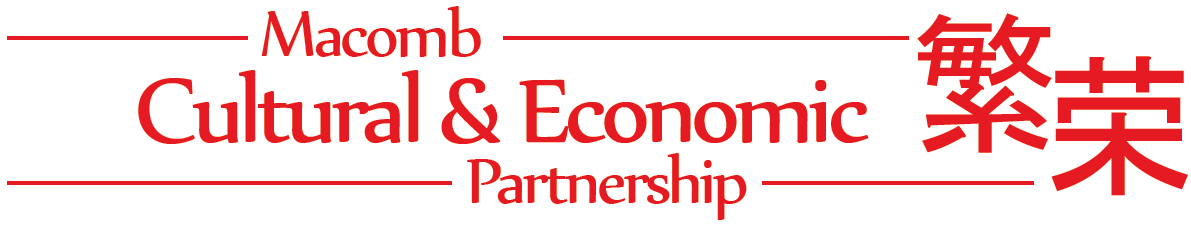 Macomb
Cultural & Economic
Partnership
繁荣